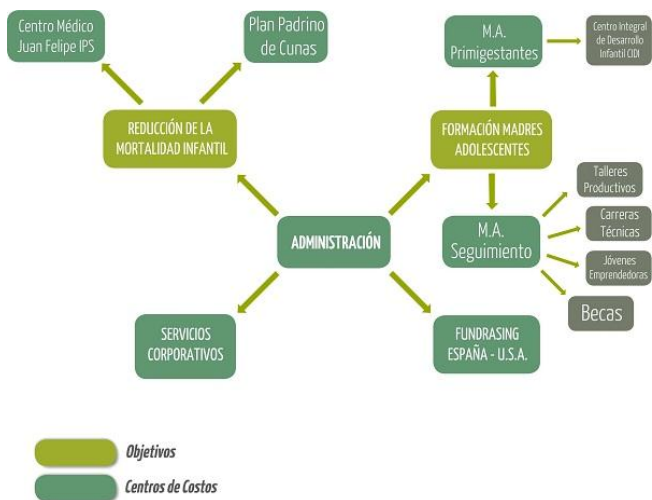 Centro Médico
Juan Felipe IPS
Plan Padrino
de Cunas
M.A.
Primigestantes
Centro Integral
de Desarrollo
Infantil CIDI
REDUCCIÓN DE LA
MORTALIDAD INFANTIL
FORMACIÓN MADRES
ADOLESCENTES
Talleres
Productivos
Carreras
Técnicas
ADMINISTRACIÓN
M.A.
Seguimiento
Jóvenes
Emprendedoras
Becas
SERVICIOS
CORPORATIVOS
FUNDRASING
ESPAÑA - U.S.A.
Objetivos
Centros de Costos